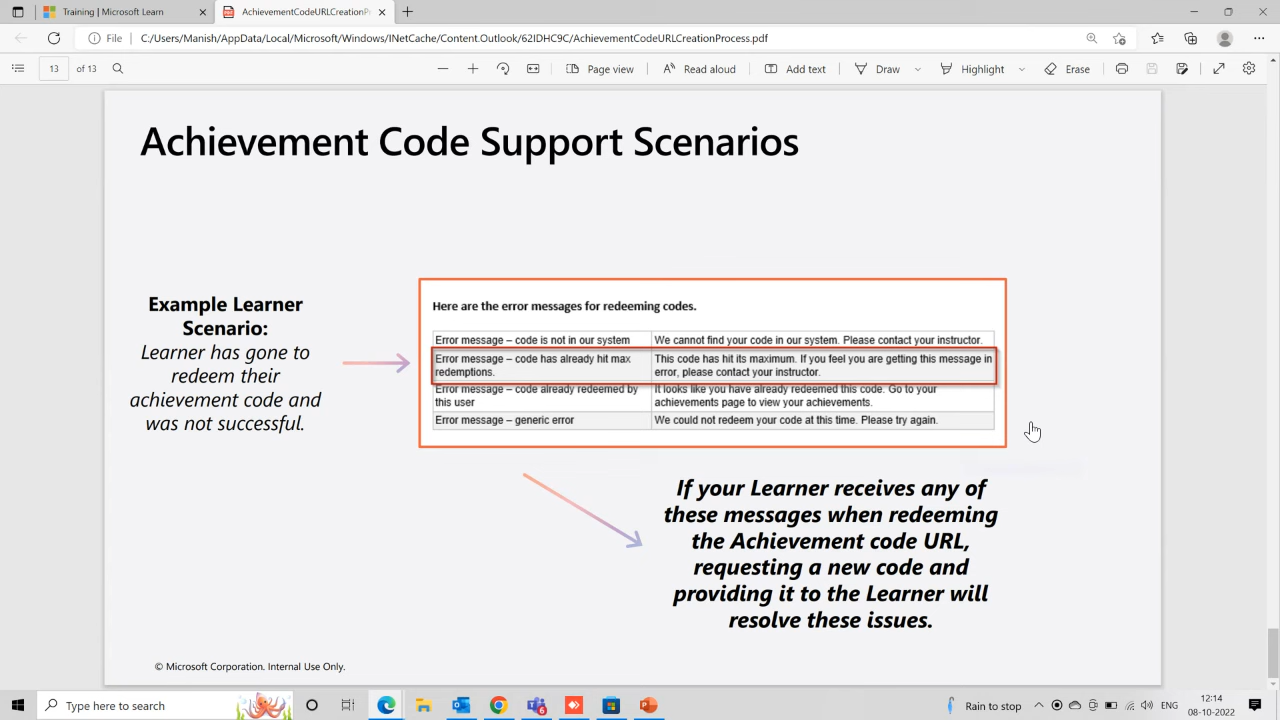 Training | Microsoft
AchievementCodeURLCreationPr
File
C:/Users/Manish/AppData/Local/Microsoft/Windows/INetCache/Content.Outlook/62IDHC9C/AchievementCodeURLCreationProcess.pdf
13 of 13
Page view
Read aloud
Add text
Draw
Highlight
Erase
Achievement Code Support Scenarios
Example Learner
Scenario:
Learner has gone to
redeem their
achievement code and
was not successful.
Here are the error messages for redeeming codes.
Error message – code is not in our system
We cannot find your code in our system. Please contact your instructor.
Error message – code has already hit max
redemptions.
This code has hit its maximum. If you feel you are getting this message in
error, please contact your instructor.
Error message – code already redeemed by
this user
It looks like you have already redeemed this code. Go to your
achievements page to view your achievements.
Error message – generic error
We could not redeem your code at this time. Please try again.
If your Learner receives any of
these messages when redeeming
the Achievement code URL,
requesting a new code and
providing it to the Learner will
resolve these issues.
© Microsoft Corporation. Internal Use Only.
Type here to search
6
Rain to stop
ENG
12:14
08-10-2022